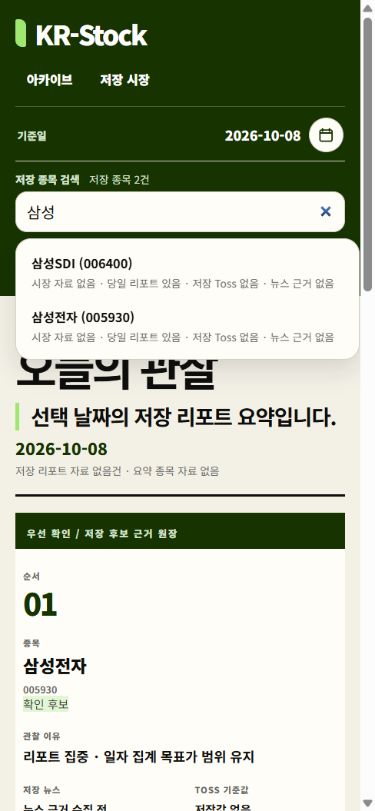 KR-Stock
아카이브 저장 시장
기준일 2026-10-08
저장 종목 검색 저장 종목 2건
삼성
삼성SDI (006400)
시장 자료 없음 · 당일 리포트 있음 · 저장 Toss 없음 · 뉴스 근거 없음
삼성전자 (005930)
시장 자료 없음 · 당일 리포트 있음 · 저장 Toss 없음 · 뉴스 근거 없음
오늘의 관찰
선택 날짜의 저장 리포트 요약입니다.
2026-10-08
저장 리포트 자료 없음건 · 요약 종목 자료 없음
우선 확인 / 저장 후보 근거 원장
순서
01
종목
삼성전자
005930
확인 후보
관찰 이유
리포트 집중 · 일자 집계 목표가 범위 유지
저장 뉴스 TOSS 기준값
뉴스 근거 수집 전 저장값 없음